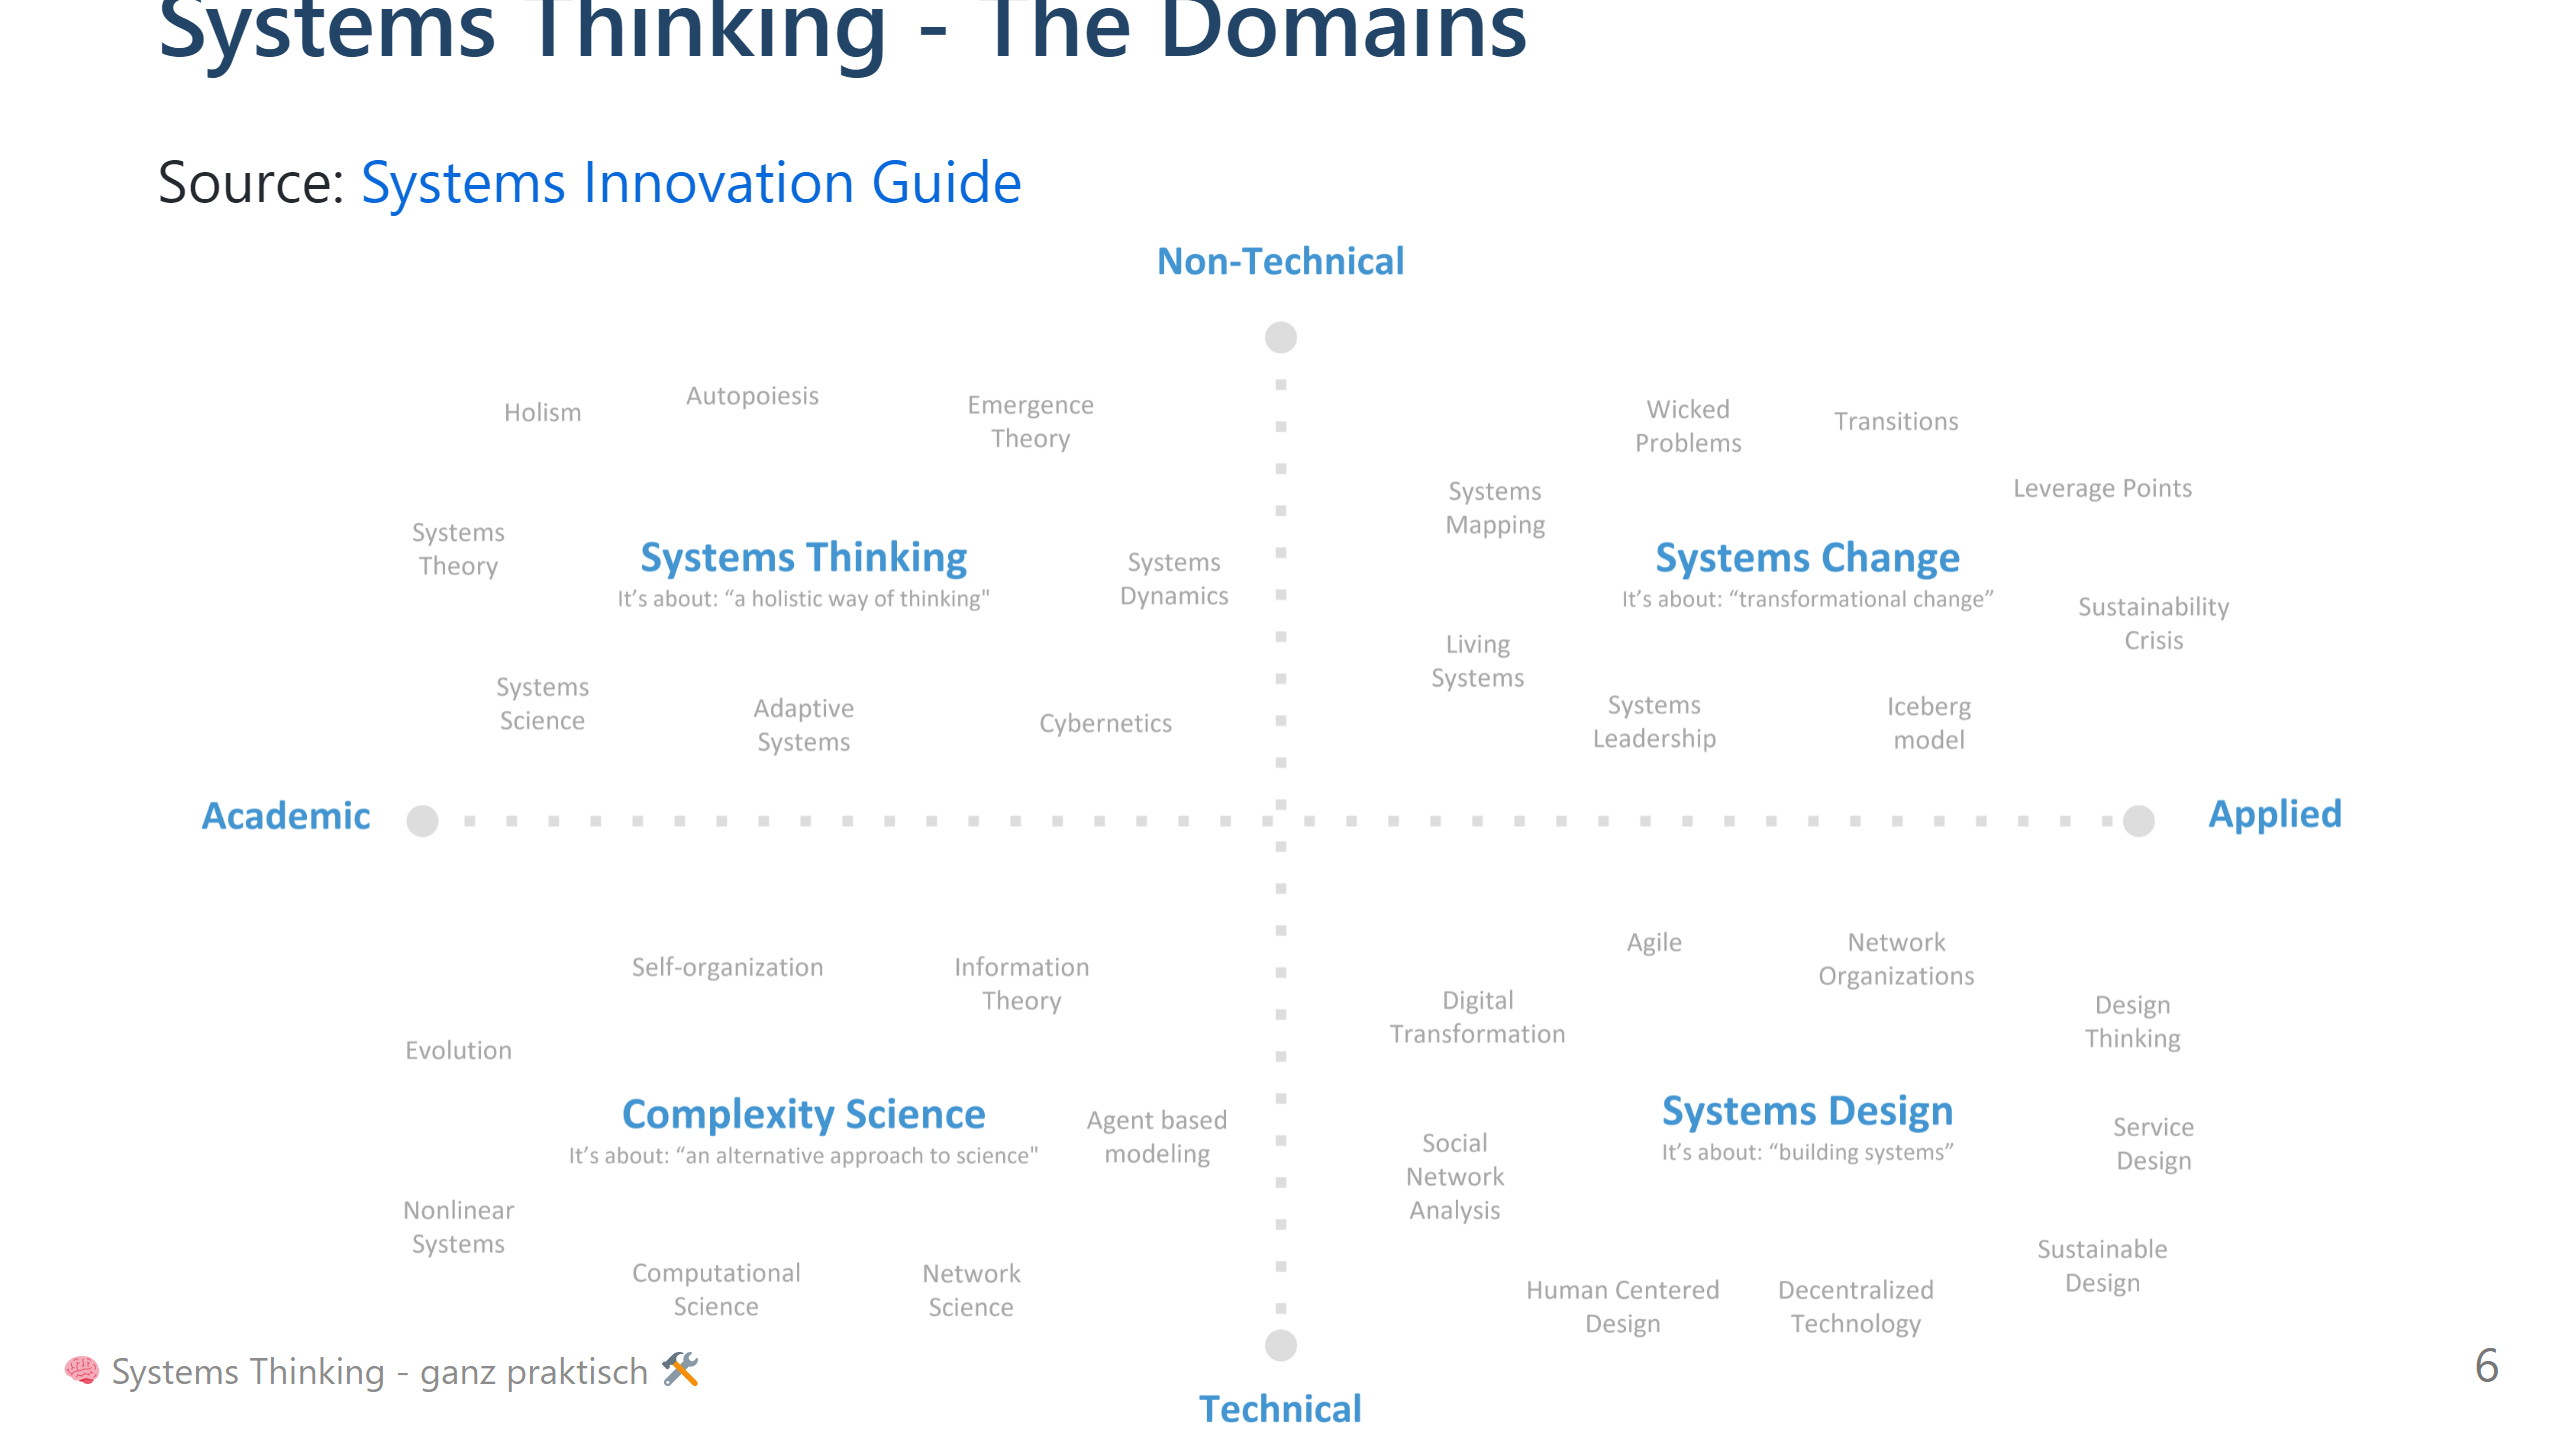 Systems Thinking - The Domains
Source: Systems Innovation Guide
Non-Technical
Holism
Autopoiesis
Emergence
Theory
Systems
Theory
Systems Thinking
It’s about: “a holistic way of thinking"
Systems
Dynamics
Systems
Science
Adaptive
Systems
Cybernetics
Wicked
Problems
Transitions
Systems
Mapping
Leverage Points
Systems Change
It’s about: “transformational change”
Sustainability
Crisis
Living
Systems
Systems
Leadership
Iceberg
model
Academic
Applied
Self-organization
Information
Theory
Evolution
Complexity Science
It’s about: “an alternative approach to science"
Agent based
modeling
Nonlinear
Systems
Computational
Science
Network
Science
Agile
Network
Organizations
Digital
Transformation
Design
Thinking
Systems Design
It’s about: “building systems”
Service
Design
Social
Network
Analysis
Sustainable
Design
Human Centered
Design
Decentralized
Technology
🧠 Systems Thinking - ganz praktisch 🛠️
6
Technical